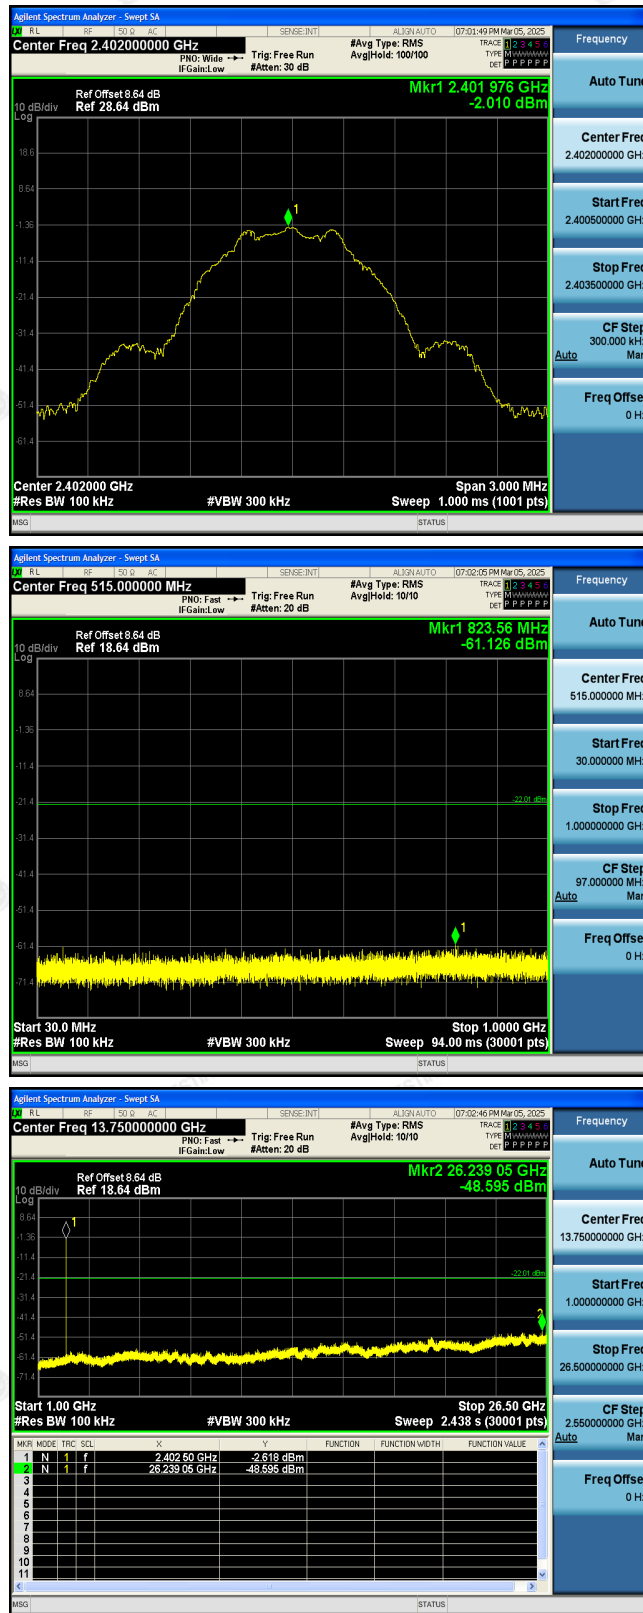 Agilent Spectrum Analyzer - Swept SA
LXI RL RF 50 Ω AC SENSE:INT ALIGN AUTO 07:01:49 PM Mar 05, 2025
Center Freq 2.402000000 GHz
PNO: Wide
IFGain:Low
Trig: Free Run
#Atten: 30 dB
#Avg Type: RMS
Avg|Hold: 100/100
TRACE 1 2 3 4 5 6
TYPE M
DET P P P P P P
Ref Offset 8.64 dB
10 dB/div Ref 28.64 dBm
Log
Mkr1 2.401 976 GHz
-2.010 dBm
18.6
8.64
1
-1.36
-11.4
-21.4
-31.4
-41.4
-51.4
-61.4
Center 2.402000 GHz Span 3.000 MHz
#Res BW 100 kHz #VBW 300 kHz Sweep 1.000 ms (1001 pts)
MSG STATUS
Frequency
Auto Tune
Center Freq
2.402000000 GHz
Start Freq
2.400500000 GHz
Stop Freq
2.403500000 GHz
CF Step
300.000 kHz
Auto Man
Freq Offset
0 Hz
Agilent Spectrum Analyzer - Swept SA
LXI RL RF 50 Ω AC SENSE:INT ALIGN AUTO 07:02:05 PM Mar 05, 2025
Center Freq 515.000000 MHz
PNO: Fast
IFGain:Low
Trig: Free Run
#Atten: 20 dB
#Avg Type: RMS
Avg|Hold: 10/10
TRACE 1 2 3 4 5 6
TYPE M
DET P P P P P P
Ref Offset 8.64 dB
10 dB/div Ref 18.64 dBm
Log
Mkr1 823.56 MHz
-61.126 dBm
8.64
-1.36
-11.4
-21.4
-22.01 dBm
-31.4
-41.4
-51.4
1
-61.4
-71.4
Start 30.0 MHz Stop 1.0000 GHz
#Res BW 100 kHz #VBW 300 kHz Sweep 94.00 ms (30001 pts)
MSG STATUS
Frequency
Auto Tune
Center Freq
515.000000 MHz
Start Freq
30.000000 MHz
Stop Freq
1.000000000 GHz
CF Step
97.000000 MHz
Auto Man
Freq Offset
0 Hz
Agilent Spectrum Analyzer - Swept SA
LXI RL RF 50 Ω AC SENSE:INT ALIGN AUTO 07:02:46 PM Mar 05, 2025
Center Freq 13.750000000 GHz
PNO: Fast
IFGain:Low
Trig: Free Run
#Atten: 20 dB
#Avg Type: RMS
Avg|Hold: 10/10
TRACE 1 2 3 4 5 6
TYPE M
DET P P P P P P
Ref Offset 8.64 dB
10 dB/div Ref 18.64 dBm
Log
Mkr2 26.239 05 GHz
-48.595 dBm
8.64
1
-1.36
-11.4
-21.4
-22.01 dBm
-31.4
-41.4
2
-51.4
-61.4
-71.4
Start 1.00 GHz Stop 26.50 GHz
#Res BW 100 kHz #VBW 300 kHz Sweep 2.438 s (30001 pts)
MKR MODE TRC SCL X Y FUNCTION FUNCTION WIDTH FUNCTION VALUE
1 N 1 f 2.402 50 GHz -2.618 dBm
2 N 1 f 26.239 05 GHz -48.595 dBm
3
4
5
6
7
8
9
10
11
MSG STATUS
Frequency
Auto Tune
Center Freq
13.750000000 GHz
Start Freq
1.000000000 GHz
Stop Freq
26.500000000 GHz
CF Step
2.550000000 GHz
Auto Man
Freq Offset
0 Hz